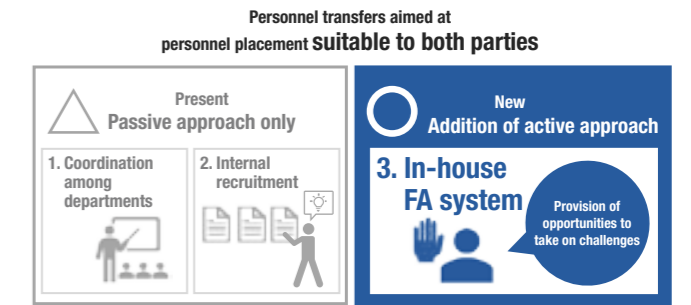 Personnel transfers aimed at
personnel placement suitable to both parties
Present
Passive approach only
1. Coordination
among
departments
2. Internal
recruitment
New
Addition of active approach
3. In-house
FA system
Provision of
opportunities to
take on challenges